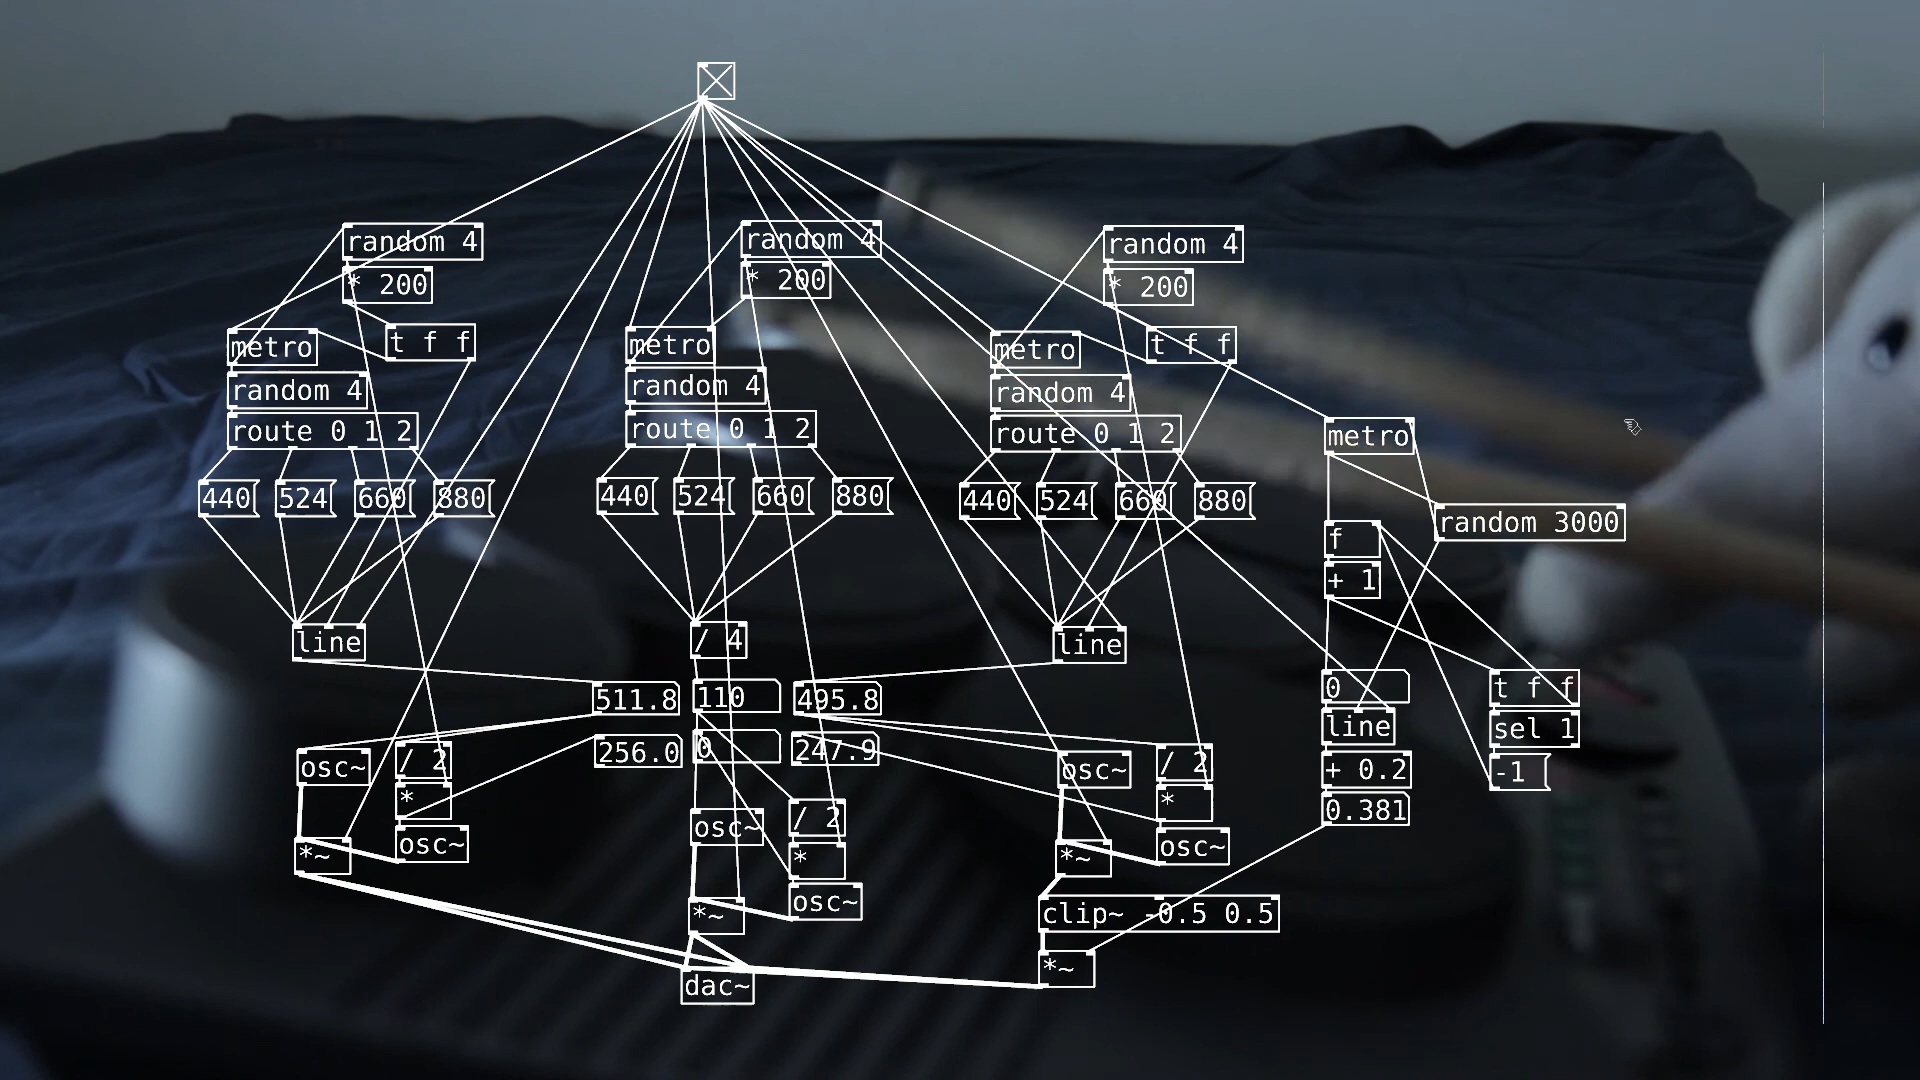 random 4
* 200
metro
t f f
random 4
route 0 1 2
440
524
660
880
line
random 4
* 200
metro
random 4
route 0 1 2
440
524
660
880
/ 4
random 4
* 200
metro
t f f
random 4
route 0 1 2
440
524
660
880
line
metro
random 3000
f
+ 1
0
line
+ 0.2
0.381
t f f
sel 1
-1
511.8
110
495.8
256.0
0
247.9
osc~
/ 2
*
osc~
*~
osc~
/ 2
*
osc~
*~
osc~
/ 2
*
osc~
*~
clip~ -0.5 0.5
*~
dac~